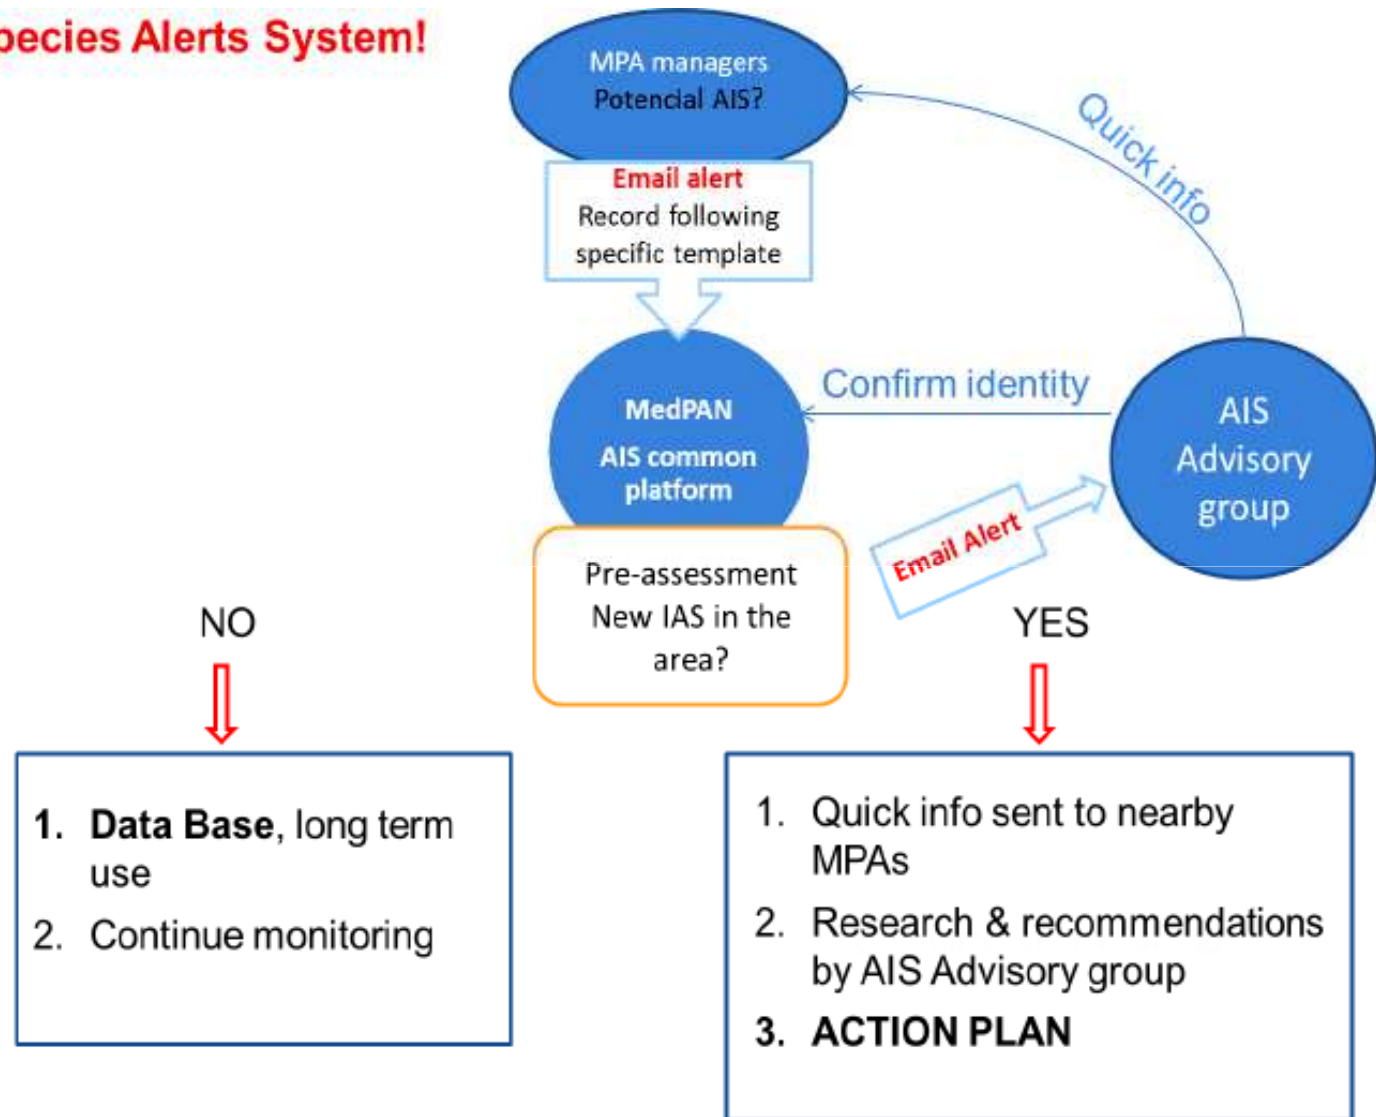 pecies Alerts System!
MPA managers
Potencial AIS?
Email alert
Record following
specific template
Quick info
MedPAN
AIS common
platform
Confirm identity
AIS
Advisory
group
Email Alert
Pre-assessment
New IAS in the
area?
NO
YES
1. Data Base, long term
use
2. Continue monitoring
1. Quick info sent to nearby
MPAs
2. Research & recommendations
by AIS Advisory group
3. ACTION PLAN